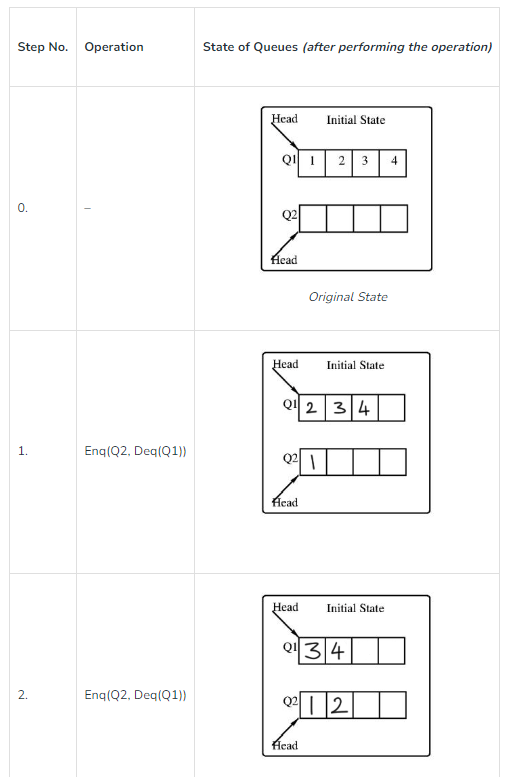 Step No. Operation State of Queues (after performing the operation)
Head Initial State
Q1 1 2 3 4
0. –
Q2
Head
Original State
Head Initial State
Q1 2 3 4
1. Enq(Q2, Deq(Q1))
Q2 1
Head
Head Initial State
Q1 3 4
2. Enq(Q2, Deq(Q1))
Q2 1 2
Head